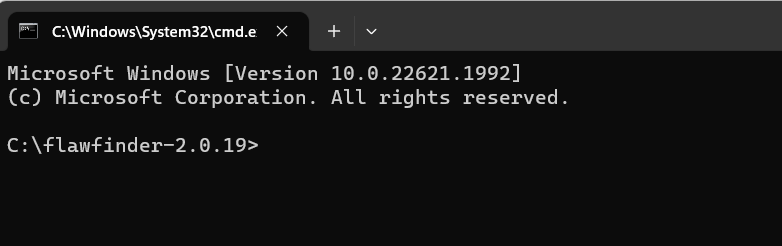 C:\Windows\System32\cmd.e
Microsoft Windows [Version 10.0.22621.1992]
(c) Microsoft Corporation. All rights reserved.
C:\flawfinder-2.0.19>